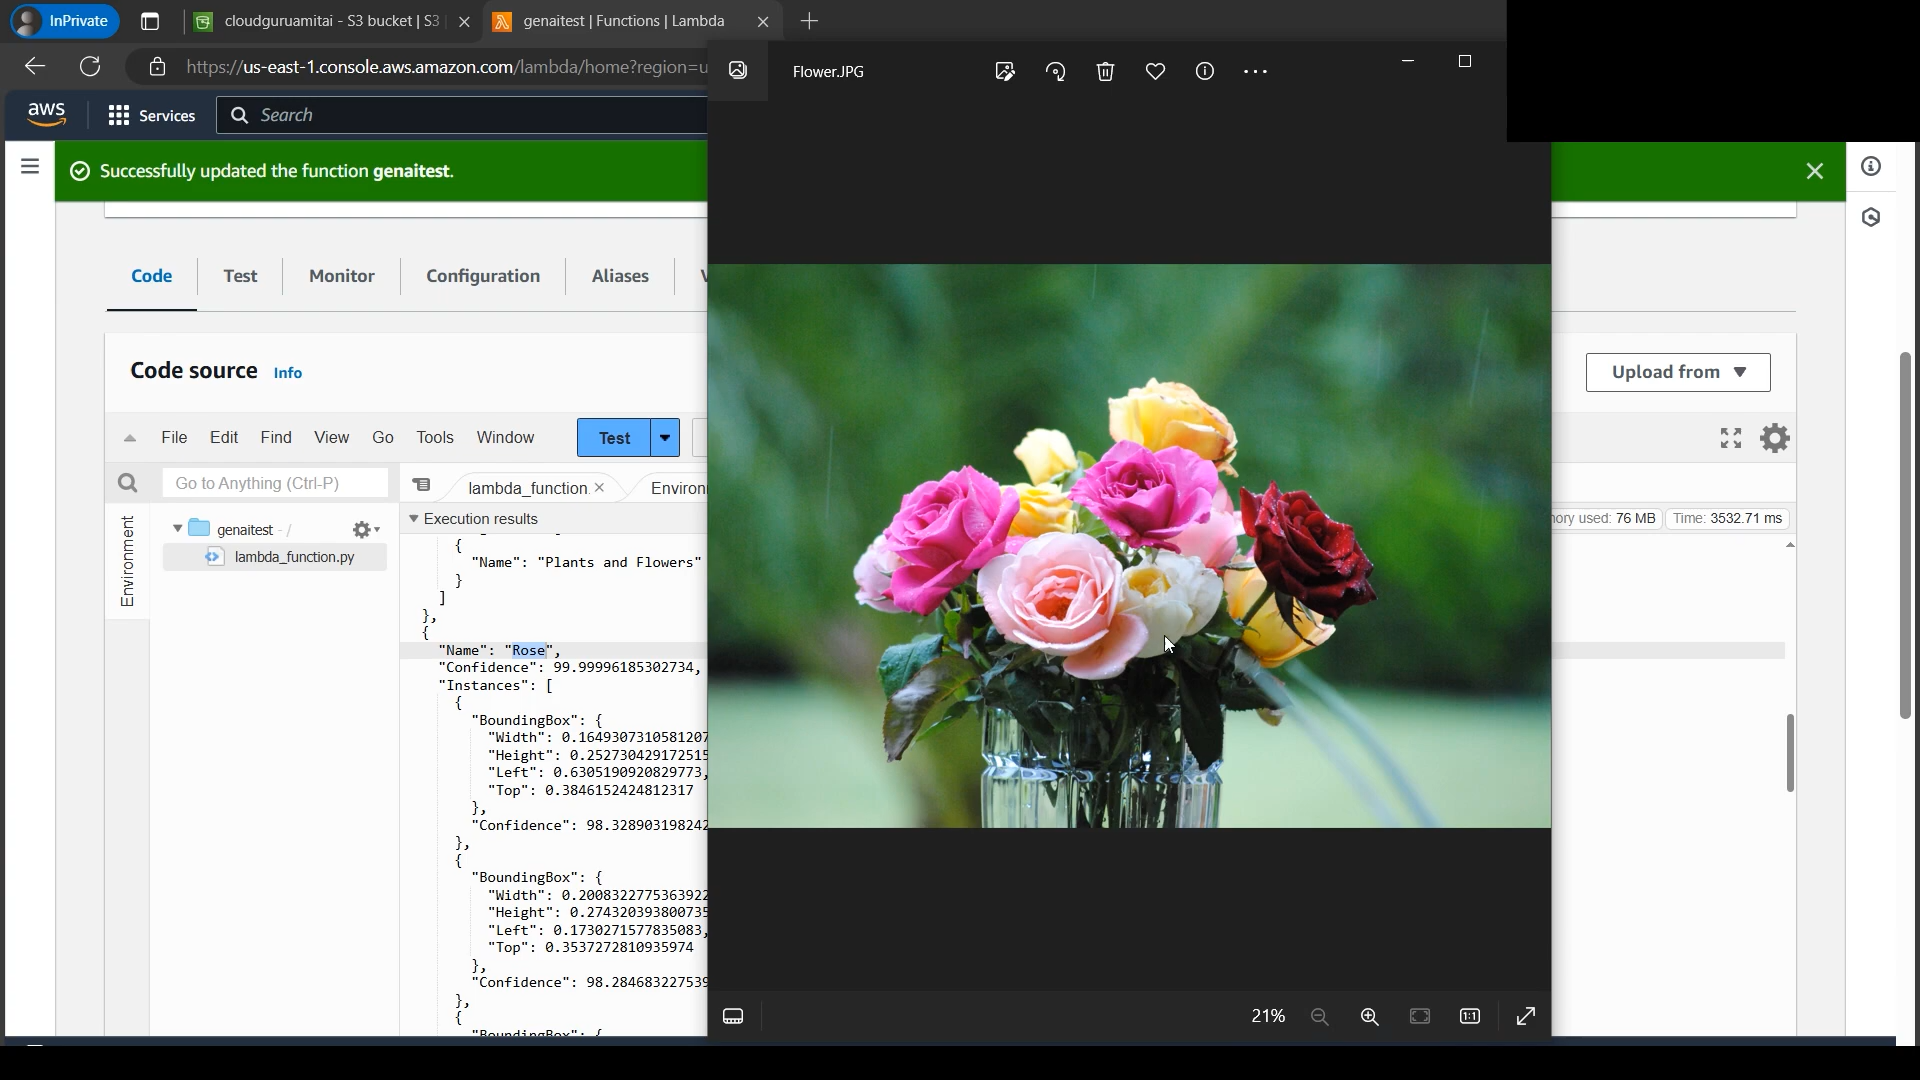 InPrivate
cloudguruamitai - S3 bucket | S3
genaitest | Functions | Lambda
https://us-east-1.console.aws.amazon.com/lambda/home?region=u
Flower.JPG
aws
Services
Search
Successfully updated the function genaitest.
Code
Test
Monitor
Configuration
Aliases
Code source
Info
Upload from
File
Edit
Find
View
Go
Tools
Window
Test
Go to Anything (Ctrl-P)
lambda_function
Environ
Execution results
ory used: 76 MB
Time: 3532.71 ms
Environment
genaitest - /
lambda_function.py
{
"Name": "Plants and Flowers"
}
]
},
{
"Name": "Rose",
"Confidence": 99.99996185302734,
"Instances": [
{
"BoundingBox": {
"Width": 0.1649307310581207
"Height": 0.252730429172515
"Left": 0.6305190920829773,
"Top": 0.3846152424812317
},
"Confidence": 98.328903198242
},
{
"BoundingBox": {
"Width": 0.2008322775363922
"Height": 0.274320393800735
"Left": 0.1730271577835083,
"Top": 0.3537272810935974
},
"Confidence": 98.284683227539
},
{
"BoundingBox": {
21%
1:1